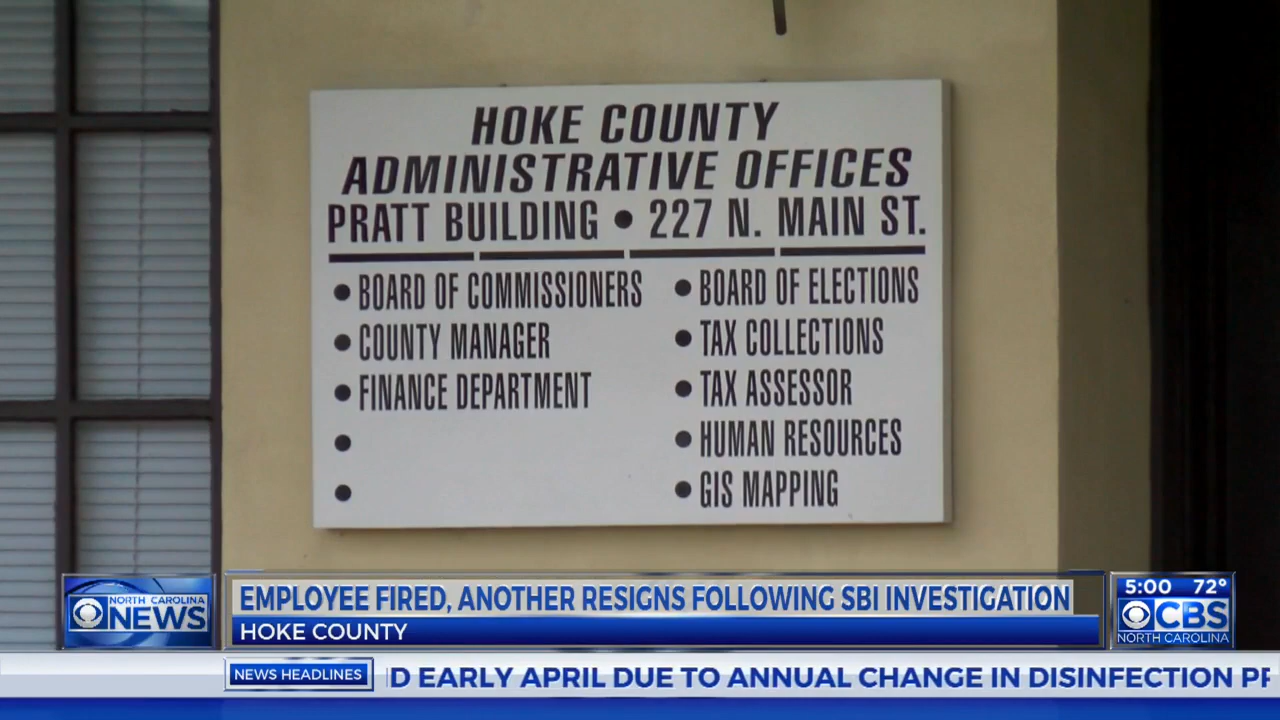 HOKE COUNTY
ADMINISTRATIVE OFFICES
PRATT BUILDING • 227 N. MAIN ST.
• BOARD OF COMMISSIONERS
• COUNTY MANAGER
• FINANCE DEPARTMENT
•
•
• BOARD OF ELECTIONS
• TAX COLLECTIONS
• TAX ASSESSOR
• HUMAN RESOURCES
• GIS MAPPING
NORTH CAROLINA
NEWS
EMPLOYEE FIRED, ANOTHER RESIGNS FOLLOWING SBI INVESTIGATION
HOKE COUNTY
5:00 72°
CBS
NORTH CAROLINA
NEWS HEADLINES
D EARLY APRIL DUE TO ANNUAL CHANGE IN DISINFECTION